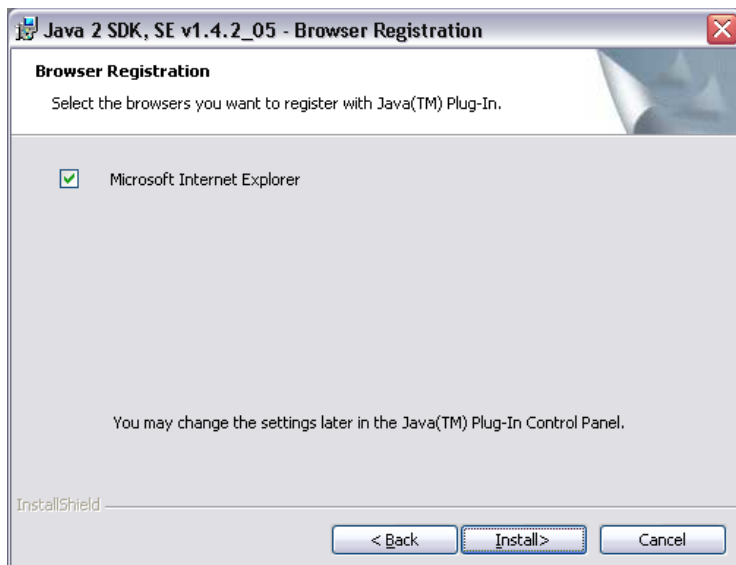 Java 2 SDK, SE v1.4.2_05 - Browser Registration
Browser Registration
Select the browsers you want to register with Java(TM) Plug-In.
Microsoft Internet Explorer
You may change the settings later in the Java(TM) Plug-In Control Panel.
InstallShield
< Back Install> Cancel